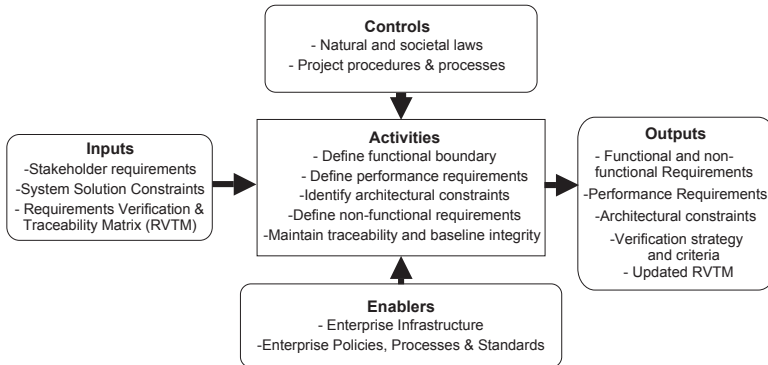 Controls
- Natural and societal laws
- Project procedures & processes
Inputs
-Stakeholder requirements
-System Solution Constraints
- Requirements Verification &
Traceability Matrix (RVTM)
Activities
- Define functional boundary
- Define performance requirements
-Identify architectural constraints
-Define non-functional requirements
-Maintain traceability and baseline integrity
Outputs
- Functional and non-
functional Requirements
-Performance Requirements
-Architectural constraints
-Verification strategy
and criteria
- Updated RVTM
Enablers
- Enterprise Infrastructure
-Enterprise Policies, Processes & Standards